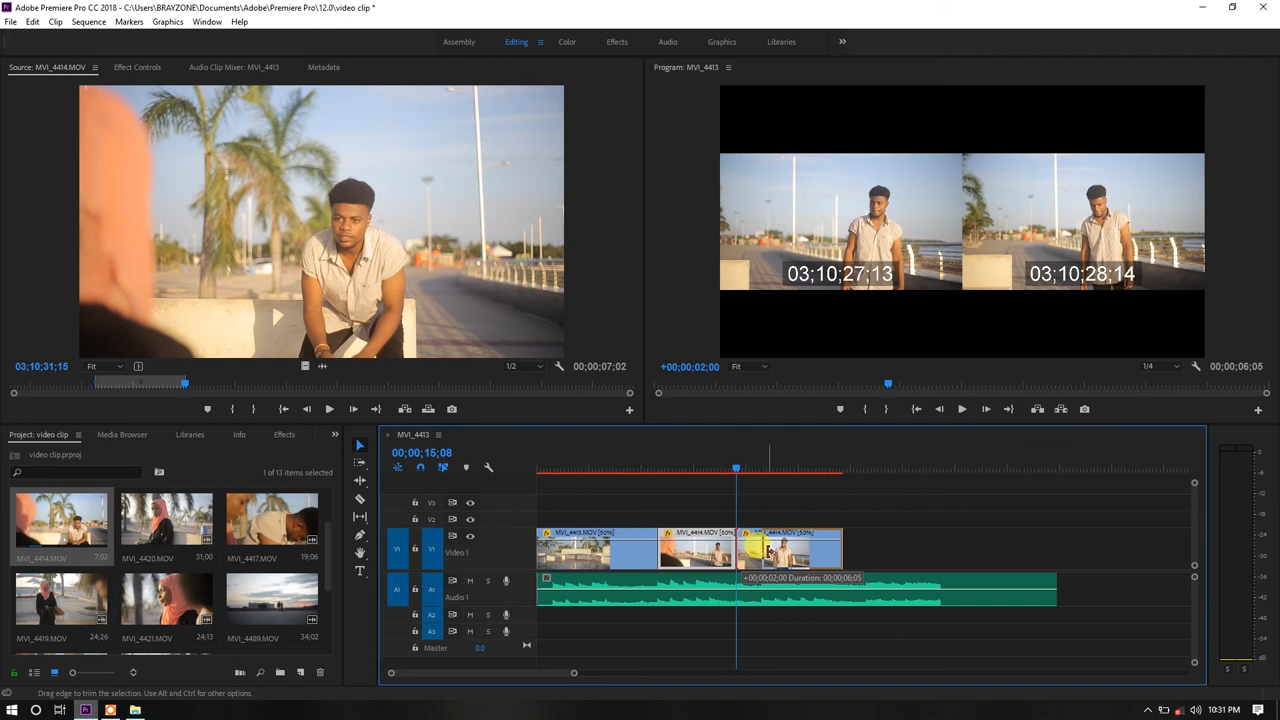 Adobe Premiere Pro CC 2018 - C:\Users\BRAYZONE\Documents\Adobe\Premiere Pro\12.0\video clip *
File Edit Clip Sequence Markers Graphics Window Help
Assembly Editing Color Effects Audio Graphics Libraries
Source: MVI_4414.MOV Effect Controls Audio Clip Mixer: MVI_4413 Metadata
Program: MVI_4413
03;10;27;13 03;10;28;14
03;10;31;15 Fit 1/2 00;00;07;02
+00;00;02;00 Fit 1/4 00;00;06;05
Project: video clip Media Browser Libraries Info Effects
video clip.prproj
1 of 13 items selected
MVI_4414.MOV 7;02 MVI_4420.MOV 31;00 MVI_4417.MOV 19;06
MVI_4419.MOV 24;26 MVI_4421.MOV 24;13 MVI_4489.MOV 34;02
MVI_4413
00;00;15;08
V3
V2
V1 V1 Video 1
MVI_4413.MOV [50%] MVI_4414.MOV [50%] 4414.MOV [50%]
+00;00;02;00 Duration: 00;00;06;05
A1 A1 M S Audio 1
A2 M S
A3 M S
Master 0.0
0
S S
Drag edge to trim the selection. Use Alt and Ctrl for other options.
10:31 PM